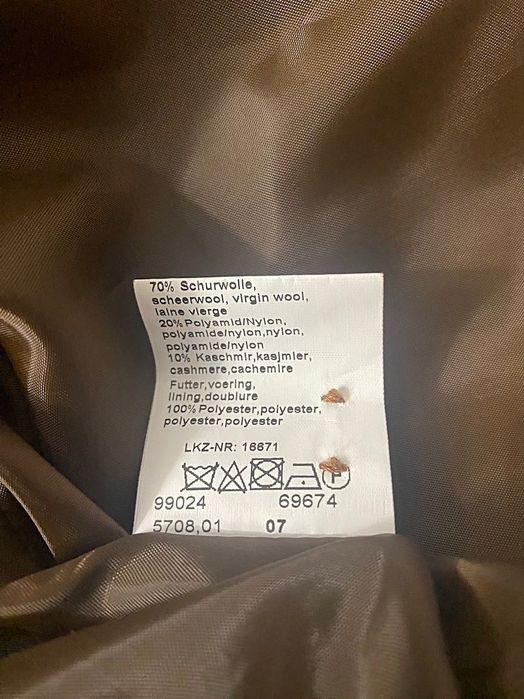 70% Schurwolle,
scheerwool, virgin wool,
laine vierge
20%Polyamid/Nylon,
polyamide/nylon,nylon,
polyamide/nylon
10% Kaschmir,kasjmier,
cashmere,cachemire
Futter,voering,
lining,doublure
100%Polyester,polyester,
polyester,polyester
LKZ-NR: 16671
P
99024 69674
5708,01 07